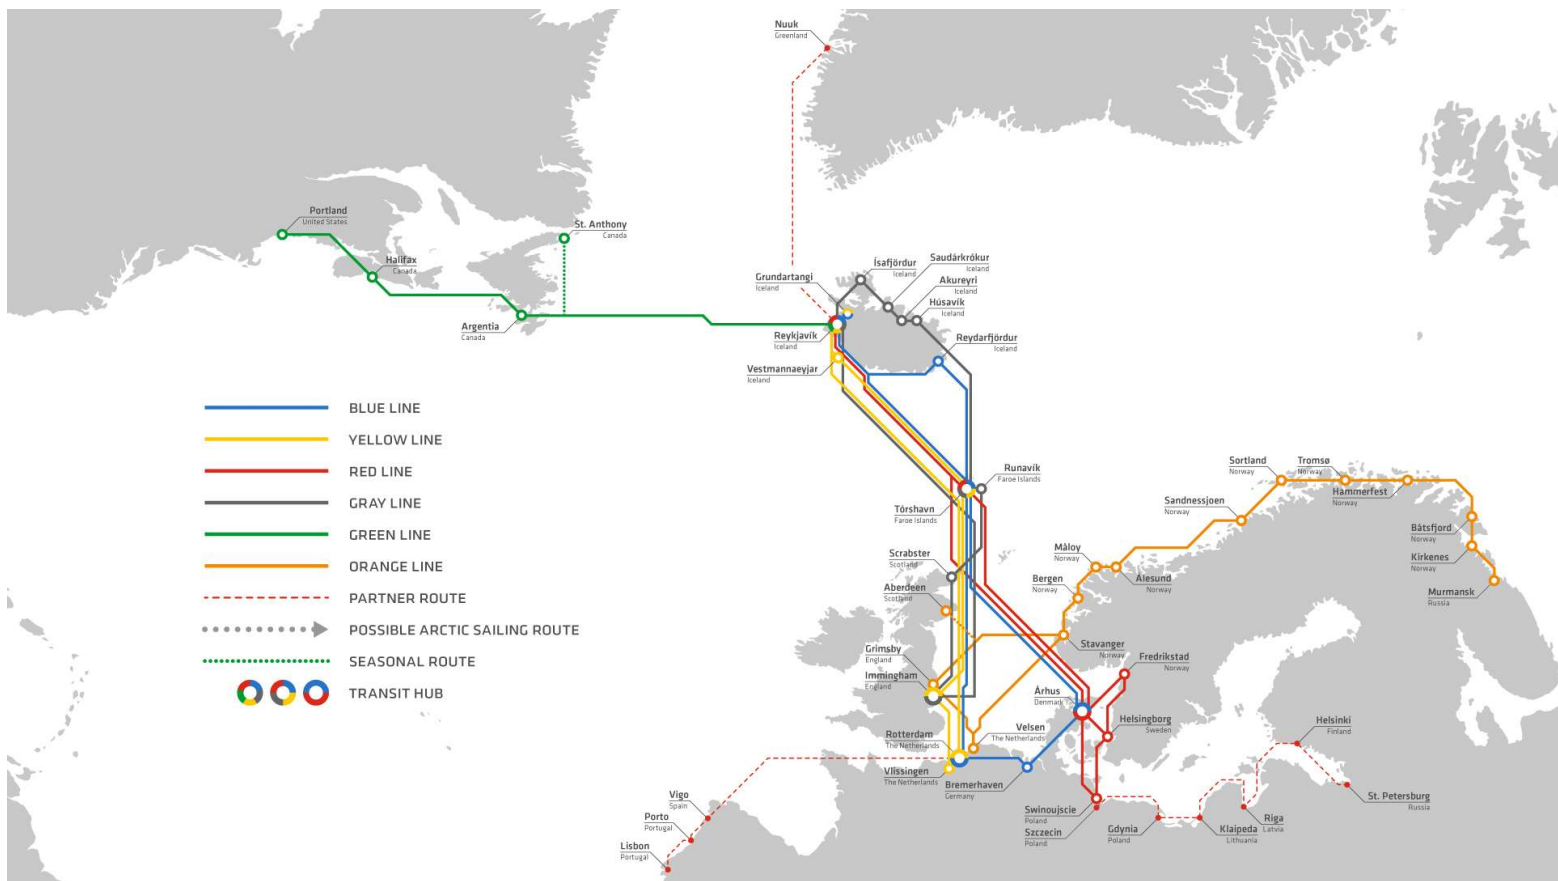 Nuuk
Greenland
Portland
United States
St. Anthony
Canada
Halifax
Canada
Argentia
Canada
Grundartangi
Iceland
Ísafjördur
Iceland
Saudárkrókur
Iceland
Akureyri
Iceland
Húsavík
Iceland
Reykjavík
Iceland
Reydarfjördur
Iceland
Vestmannaeyjar
Iceland
BLUE LINE
YELLOW LINE
RED LINE
GRAY LINE
GREEN LINE
ORANGE LINE
PARTNER ROUTE
POSSIBLE ARCTIC SAILING ROUTE
SEASONAL ROUTE
TRANSIT HUB
Runavík
Faroe Islands
Tórshavn
Faroe Islands
Scrabster
Scotland
Aberdeen
Scotland
Grimsby
England
Immingham
England
Sortland
Norway
Tromsø
Norway
Hammerfest
Norway
Sandnessjoen
Norway
Båtsfjord
Norway
Kirkenes
Norway
Murmansk
Russia
Måloy
Norway
Ålesund
Norway
Bergen
Norway
Stavanger
Norway
Fredrikstad
Norway
Århus
Denmark
Helsingborg
Sweden
Velsen
The Netherlands
Rotterdam
The Netherlands
Vlissingen
The Netherlands
Bremerhaven
Germany
Swinoujscie
Poland
Szczecin
Poland
Gdynia
Poland
Klaipeda
Lithuania
Riga
Latvia
Helsinki
Finland
St. Petersburg
Russia
Vigo
Spain
Porto
Portugal
Lisbon
Portugal